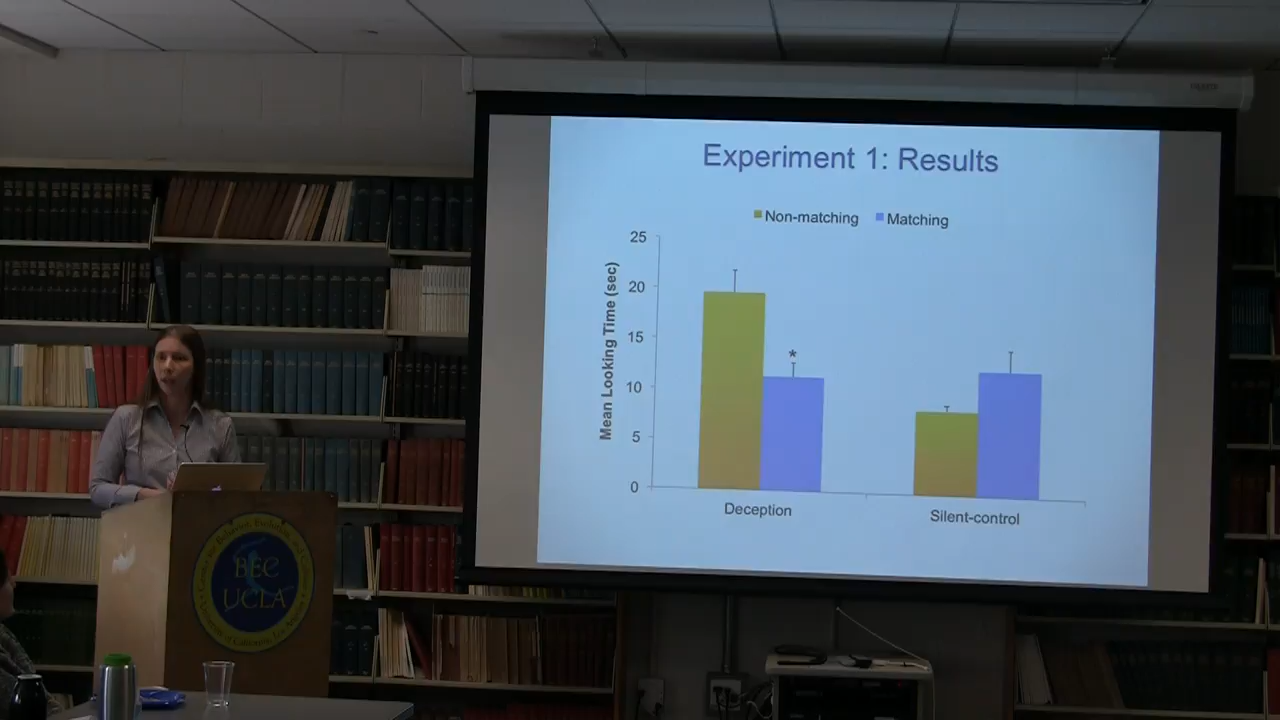 Experiment 1: Results
Non-matching Matching
25
20
15
10
5
0
Mean Looking Time (sec)
*
Deception
Silent-control
BEC
UCLA